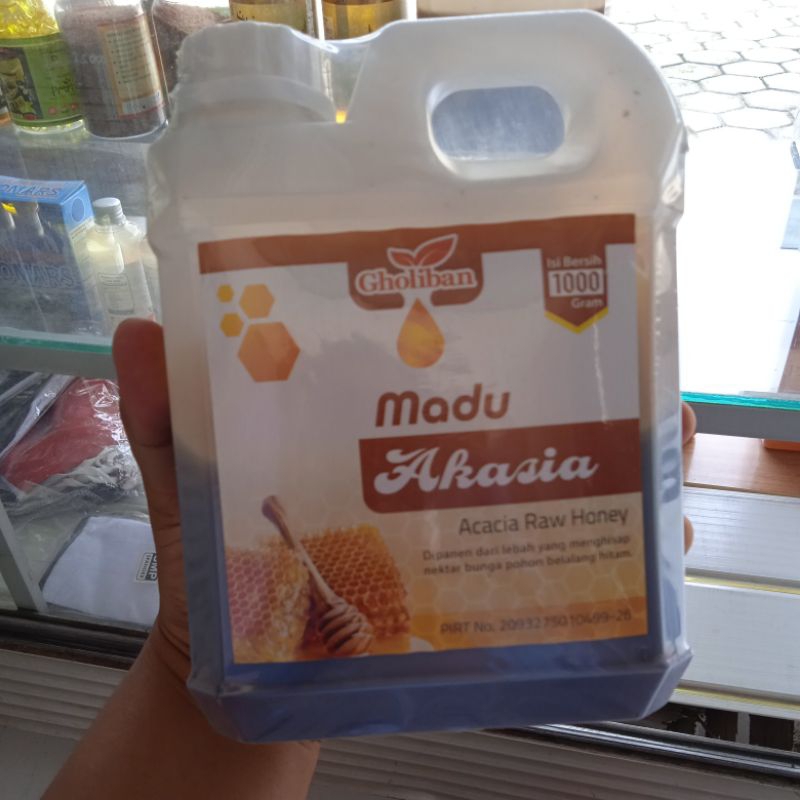 Gholiban
Isi Bersih
1000
Gram
Madu
Akasia
Acacia Raw Honey
Dipanen dari lebah yang menghisap
nektar bunga pohon belalang hitam.
PIRT No. 2093275010499-26